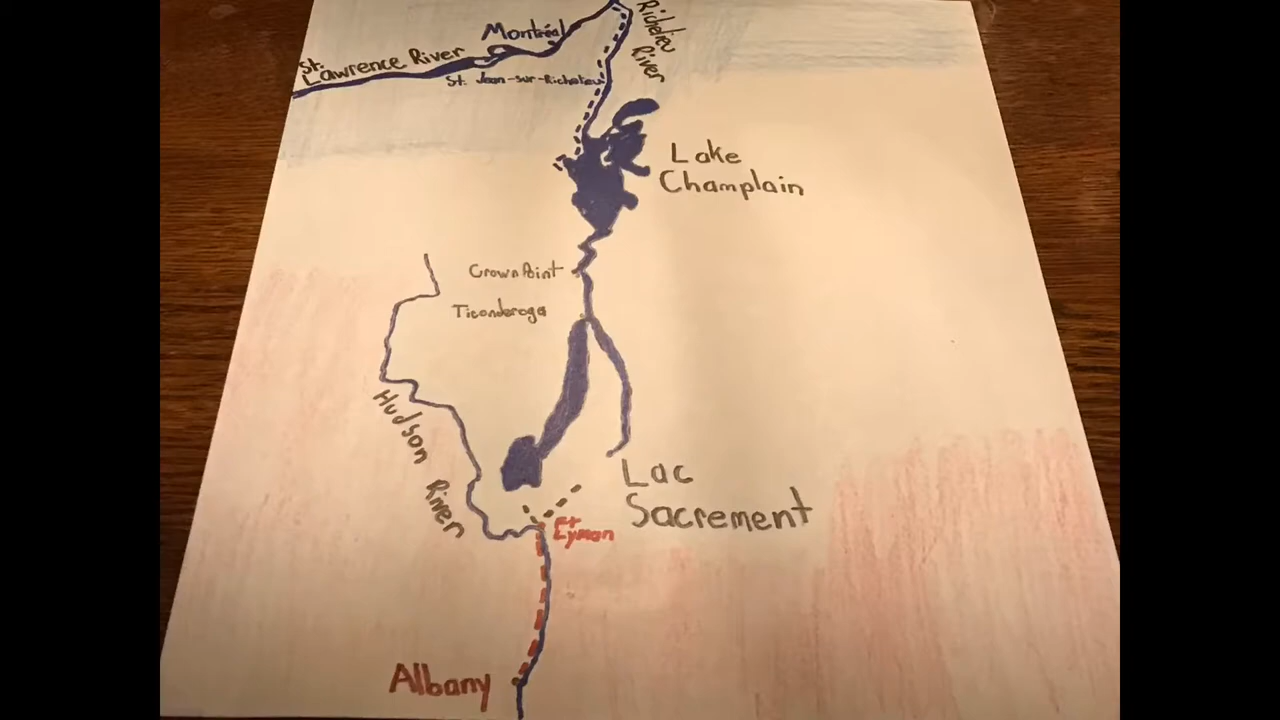 Richelieu
River
Montréal
St.
Lawrence River
St. Jean-sur-Richelieu
Lake
Champlain
Crown Point
Ticonderoga
Hudson River
Lac
Sacrement
Ft
Eyman
Albany